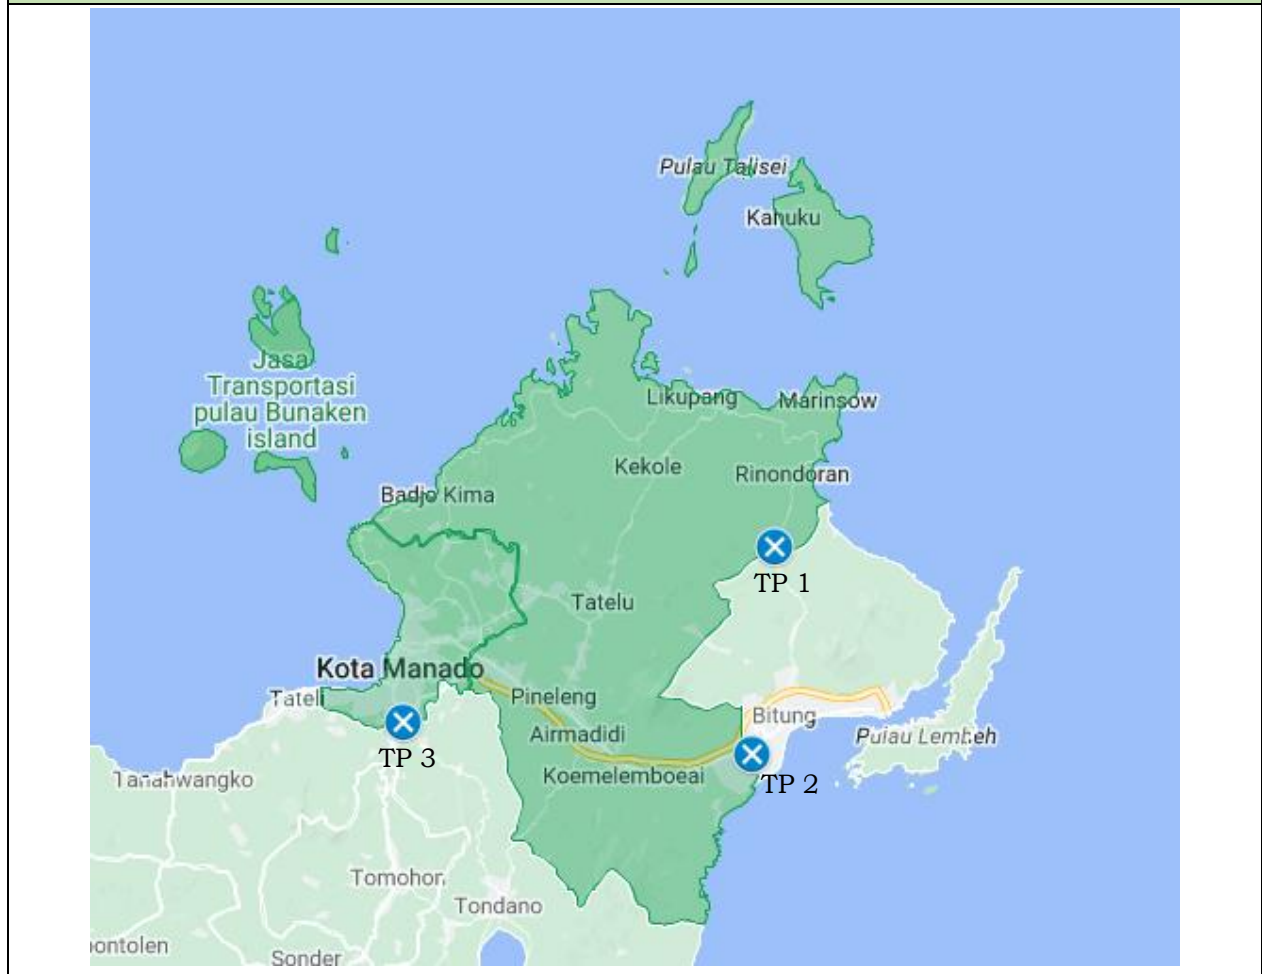 Pulau Talisei
Kahuku
Jasa
Transportasi
pulau Bunaken
island
Likupang
Marinsow
Kekole
Rinondoran
Badjo Kima
TP 1
Tatelu
Kota Manado
Tateli
Pineleng
Bitung
Airmadidi
Pulau Lembeh
TP 3
Koemelemboeai
TP 2
Tanahwangko
Tomohon
Tondano
Sonder